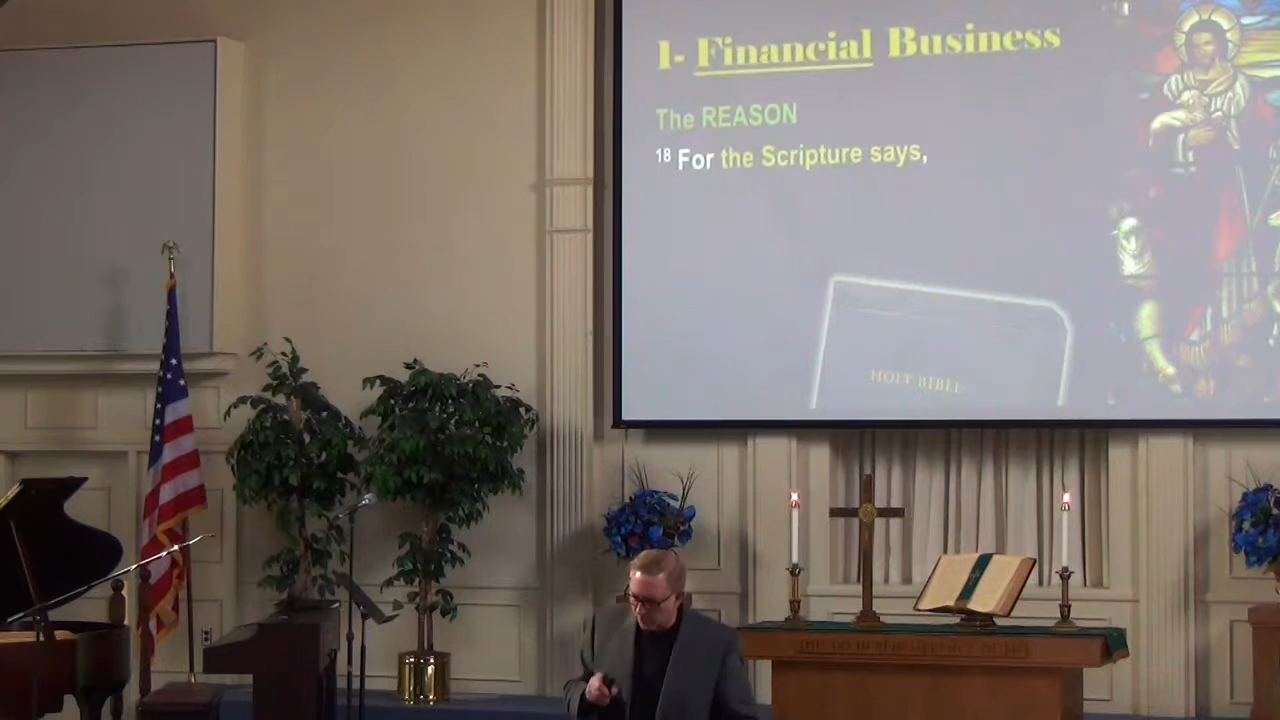 1- Financial Business
The REASON
18 For the Scripture says,
HOLY BIBLE